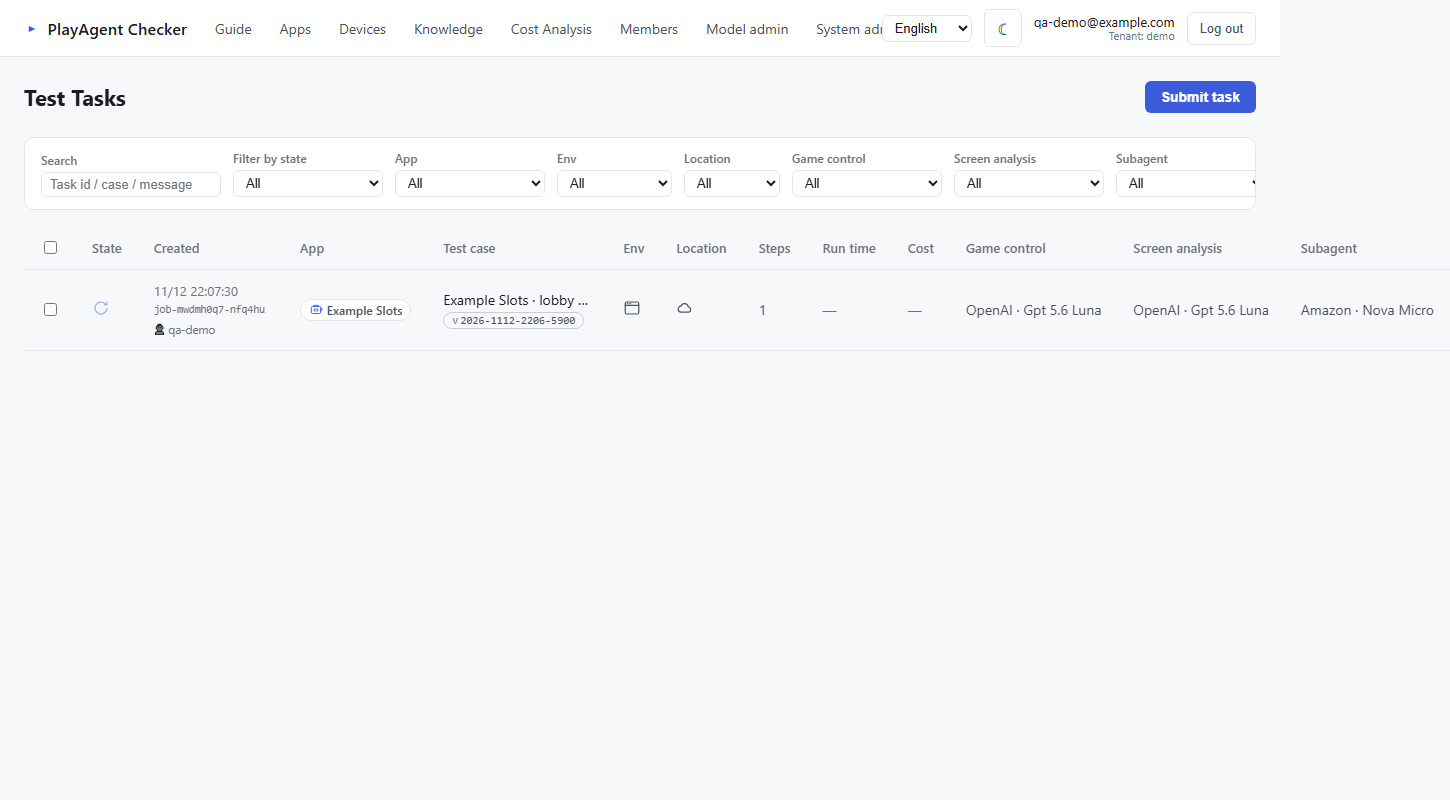 PlayAgent Checker Guide Apps Devices Knowledge Cost Analysis Members Model admin System adr English qa-demo@example.com Log out
Tenant: demo
Test Tasks Submit task
Search Filter by state App Env Location Game control Screen analysis Subagent
Task id / case / message All All All All All All All
State Created App Test case Env Location Steps Run time Cost Game control Screen analysis Subagent
11/12 22:07:30
job-mwdmh0q7-nfq4hu
qa-demo
Example Slots
Example Slots · lobby ...
v 2026-1112-2206-5900
1 — — OpenAI · Gpt 5.6 Luna OpenAI · Gpt 5.6 Luna Amazon · Nova Micro